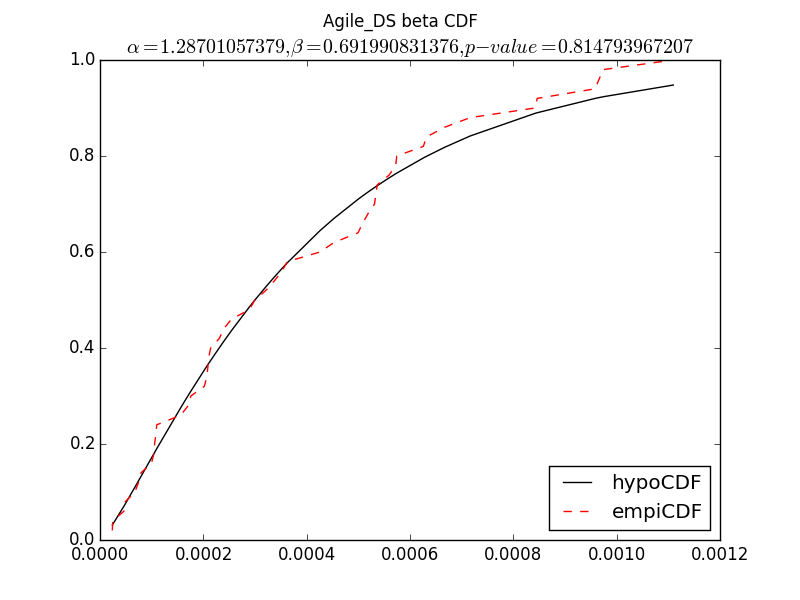 Agile_DS beta CDF
α = 1.28701057379, β = 0.691990831376, p − value = 0.814793967207
1.0
0.8
0.6
0.4
0.2
0.0
0.0000 0.0002 0.0004 0.0006 0.0008 0.0010 0.0012
hypoCDF
empiCDF